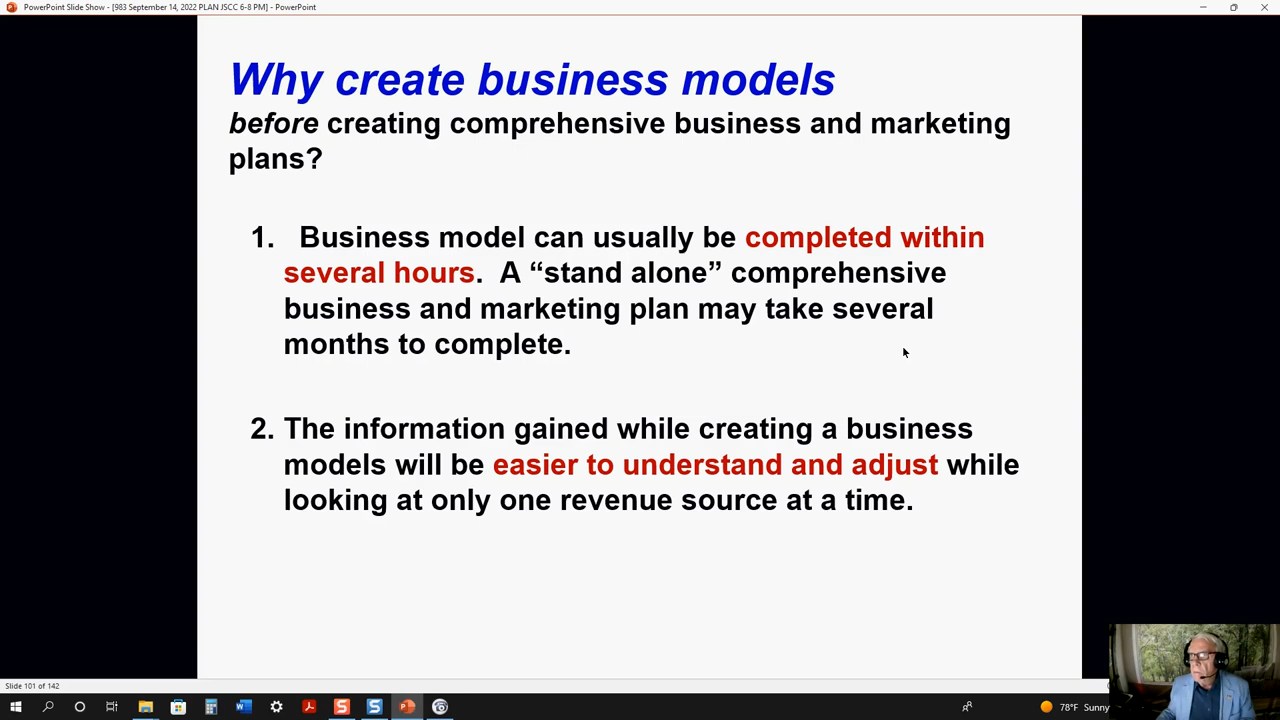 PowerPoint Slide Show - [983 September 14, 2022 PLAN JSCC 6-8 PM] - PowerPoint
Why create business models
before creating comprehensive business and marketing
plans?
1. Business model can usually be completed within
several hours. A “stand alone” comprehensive
business and marketing plan may take several
months to complete.
2. The information gained while creating a business
models will be easier to understand and adjust while
looking at only one revenue source at a time.
Slide 101 of 142
78°F Sunny